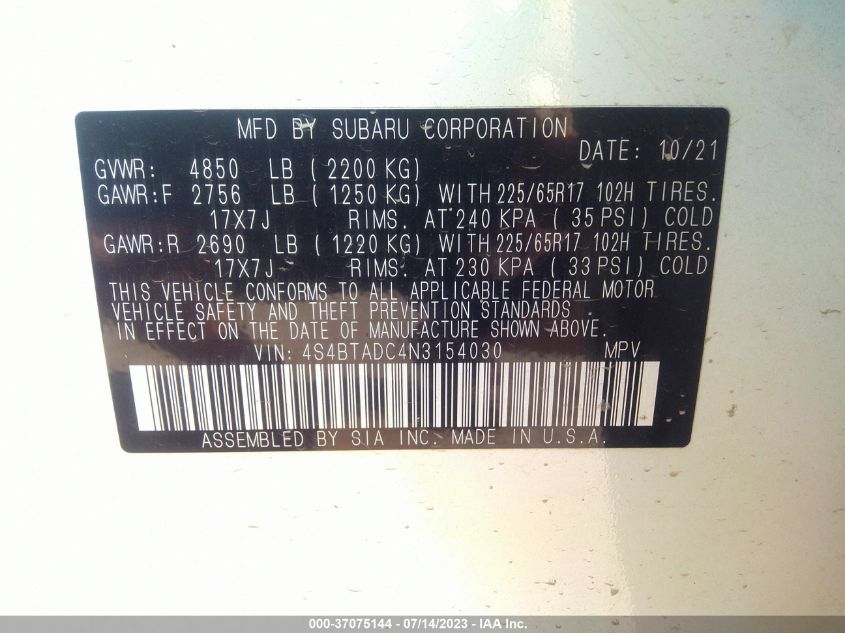 MFD BY SUBARU CORPORATION
DATE: 10/21
GVWR: 4850 LB ( 2200 KG)
GAWR:F 2756 LB ( 1250 KG) WITH 225/65R17 102H TIRES.
17X7J RIMS. AT 240 KPA ( 35 PSI) COLD
GAWR:R 2690 LB ( 1220 KG) WITH 225/65R17 102H TIRES.
17X7J RIMS. AT 230 KPA ( 33 PSI) COLD
THIS VEHICLE CONFORMS TO ALL APPLICABLE FEDERAL MOTOR
VEHICLE SAFETY AND THEFT PREVENTION STANDARDS
IN EFFECT ON THE DATE OF MANUFACTURE SHOWN ABOVE.
VIN: 4S4BTADC4N3154030 MPV
ASSEMBLED BY SIA INC. MADE IN U.S.A.
000-37075144 - 07/14/2023 - IAA Inc.